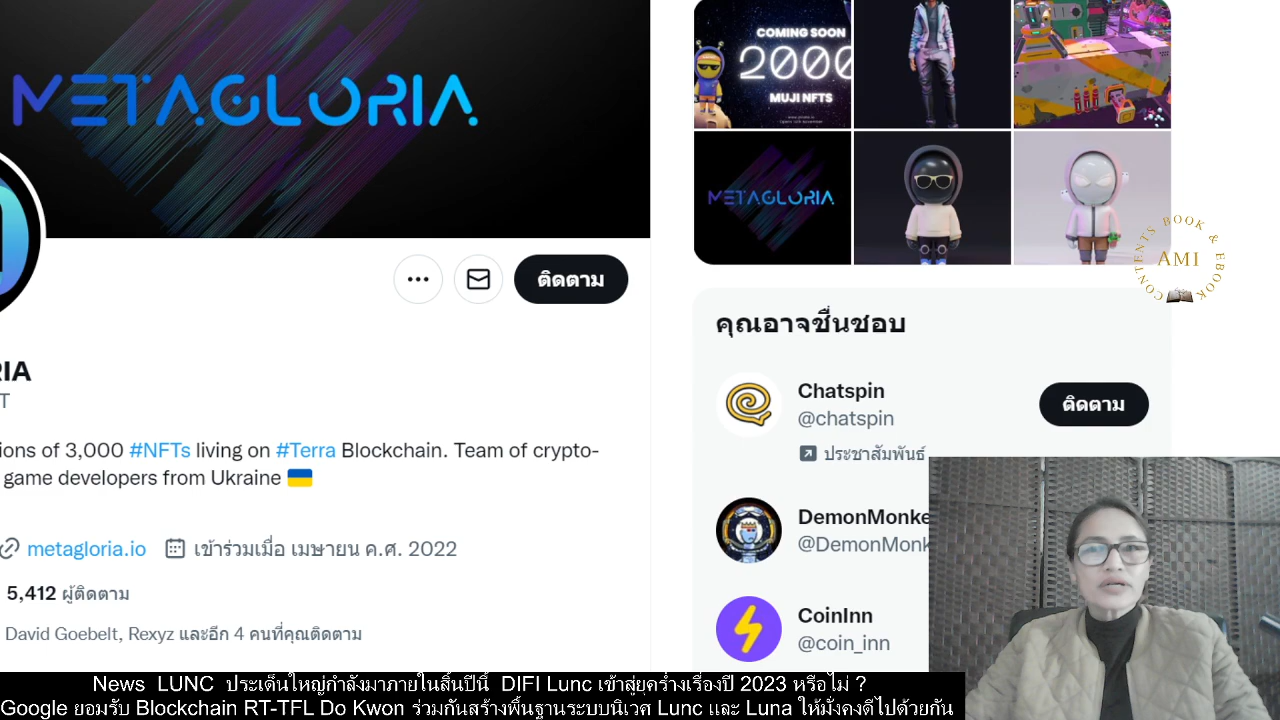 METAGLORIA
COMING SOON
2000
MUJI NFTS
METAGLORIA
ติดตาม
RIA
T
ions of 3,000 #NFTs living on #Terra Blockchain. Team of crypto-
game developers from Ukraine
metagloria.io เข้าร่วมเมื่อ เมษายน ค.ศ. 2022
5,412 ผู้ติดตาม
David Goebelt, Rexyz และอีก 4 คนที่คุณติดตาม
คุณอาจชื่นชอบ
Chatspin
@chatspin
ติดตาม
ประชาสัมพันธ์
DemonMonke
@DemonMonk
CoinInn
@coin_inn
CONTENTS BOOK & EBOOK
AMI
News LUNC ประเด็นใหญ่กำลังมาภายในสิ้นปีนี้ DIFI Lunc เข้าสู่ยุคร่ำงเรืองปี 2023 หรือไม่ ?
Google ยอมรับ Blockchain RT-TFL Do Kwon ร่วมกันสร้างพื้นฐานระบบนิเวศ Lunc และ Luna ให้มั่งคงดีไปด้วยกัน